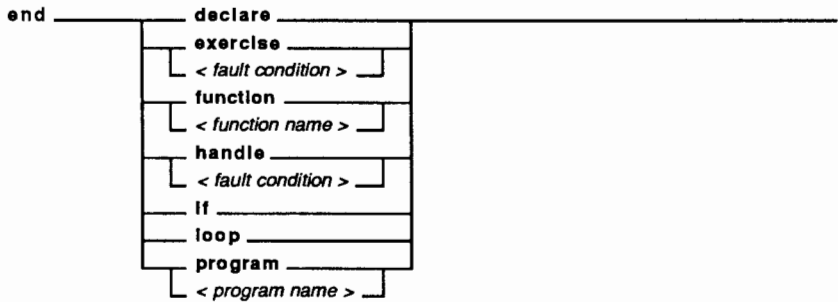 end declare
exercise
< fault condition >
function
< function name >
handle
< fault condition >
if
loop
program
< program name >